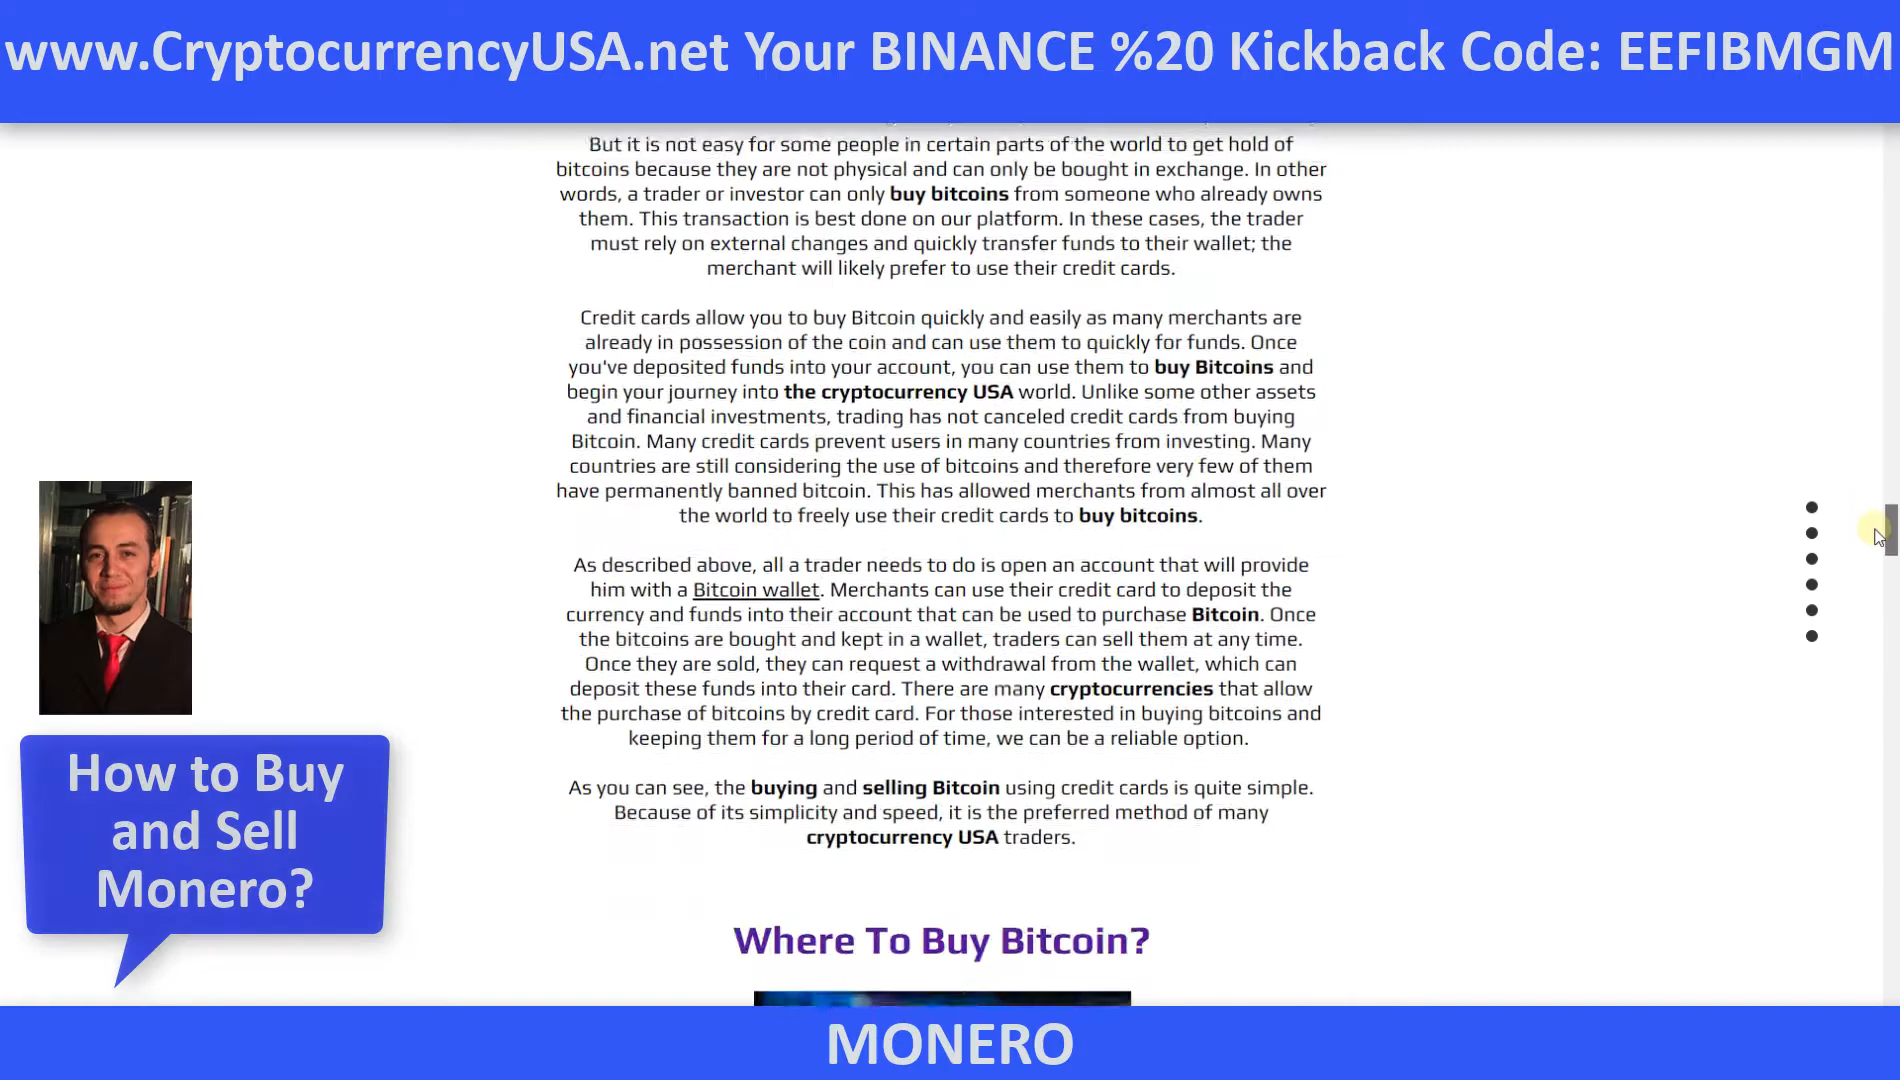 www.CryptocurrencyUSA.net Your BINANCE %20 Kickback Code: EEFIBMGM
But it is not easy for some people in certain parts of the world to get hold of
bitcoins because they are not physical and can only be bought in exchange. In other
words, a trader or investor can only buy bitcoins from someone who already owns
them. This transaction is best done on our platform. In these cases, the trader
must rely on external changes and quickly transfer funds to their wallet; the
merchant will likely prefer to use their credit cards.
Credit cards allow you to buy Bitcoin quickly and easily as many merchants are
already in possession of the coin and can use them to quickly for funds. Once
you've deposited funds into your account, you can use them to buy Bitcoins and
begin your journey into the cryptocurrency USA world. Unlike some other assets
and financial investments, trading has not canceled credit cards from buying
Bitcoin. Many credit cards prevent users in many countries from investing. Many
countries are still considering the use of bitcoins and therefore very few of them
have permanently banned bitcoin. This has allowed merchants from almost all over
the world to freely use their credit cards to buy bitcoins.
As described above, all a trader needs to do is open an account that will provide
him with a Bitcoin wallet. Merchants can use their credit card to deposit the
currency and funds into their account that can be used to purchase Bitcoin. Once
the bitcoins are bought and kept in a wallet, traders can sell them at any time.
Once they are sold, they can request a withdrawal from the wallet, which can
deposit these funds into their card. There are many cryptocurrencies that allow
the purchase of bitcoins by credit card. For those interested in buying bitcoins and
keeping them for a long period of time, we can be a reliable option.
As you can see, the buying and selling Bitcoin using credit cards is quite simple.
Because of its simplicity and speed, it is the preferred method of many
cryptocurrency USA traders.
How to Buy
and Sell
Monero?
Where To Buy Bitcoin?
MONERO